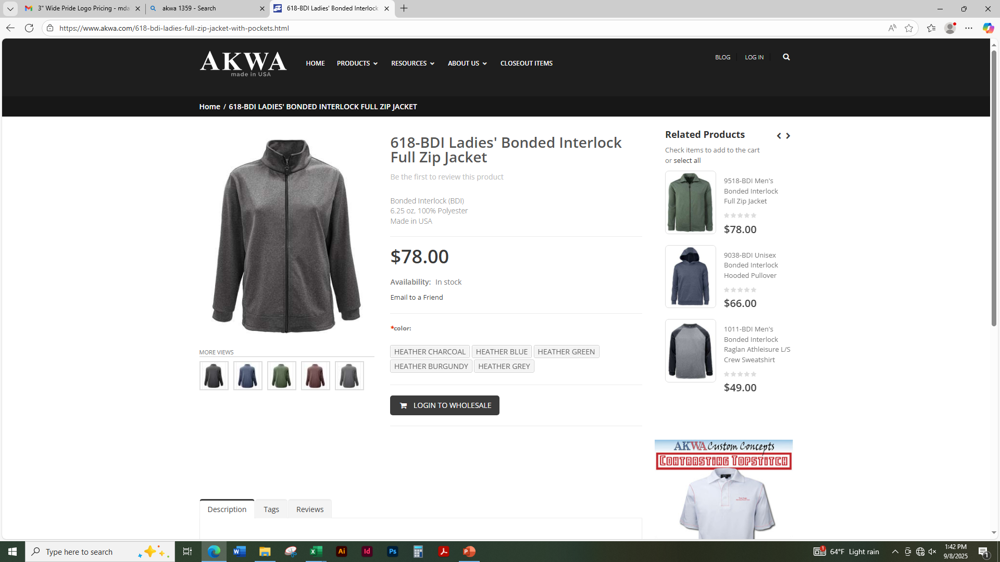 3" Wide Pride Logo Pricing - mda
akwa 1359 - Search
618-BDI Ladies' Bonded Interlock
https://www.akwa.com/618-bdi-ladies-full-zip-jacket-with-pockets.html
AKWA
made in USA
HOME
PRODUCTS
RESOURCES
ABOUT US
CLOSEOUT ITEMS
BLOG
LOG IN
Home / 618-BDI LADIES' BONDED INTERLOCK FULL ZIP JACKET
618-BDI Ladies' Bonded Interlock
Full Zip Jacket
Be the first to review this product
Bonded Interlock (BDI)
6.25 oz, 100% Polyester
Made in USA
$78.00
Availability: In stock
Email to a Friend
*color:
HEATHER CHARCOAL
HEATHER BLUE
HEATHER GREEN
HEATHER BURGUNDY
HEATHER GREY
LOGIN TO WHOLESALE
MORE VIEWS
Related Products
Check items to add to the cart
or select all
9518-BDI Men's
Bonded Interlock
Full Zip Jacket
$78.00
9038-BDI Unisex
Bonded Interlock
Hooded Pullover
$66.00
1011-BDI Men's
Bonded Interlock
Raglan Athleisure L/S
Crew Sweatshirt
$49.00
AKWA Custom Concepts
CONTRASTING TOPSTITCH
Description
Tags
Reviews
Type here to search
Ai
Id
Ps
1
64°F Light rain
1:42 PM
9/8/2025
1